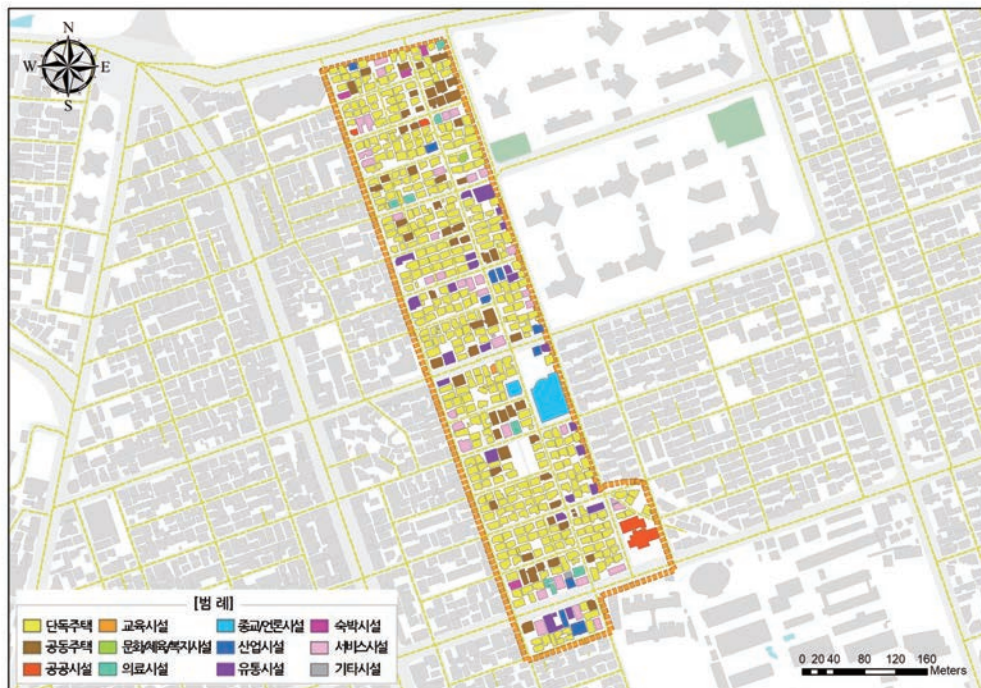 N
W E
S
[범 례]
단독주택 교육시설 종교/언론시설 숙박시설
공동주택 문화/체육/복지시설 산업시설 서비스시설
공공시설 의료시설 유통시설 기타시설
0 20 40 80 120 160
Meters